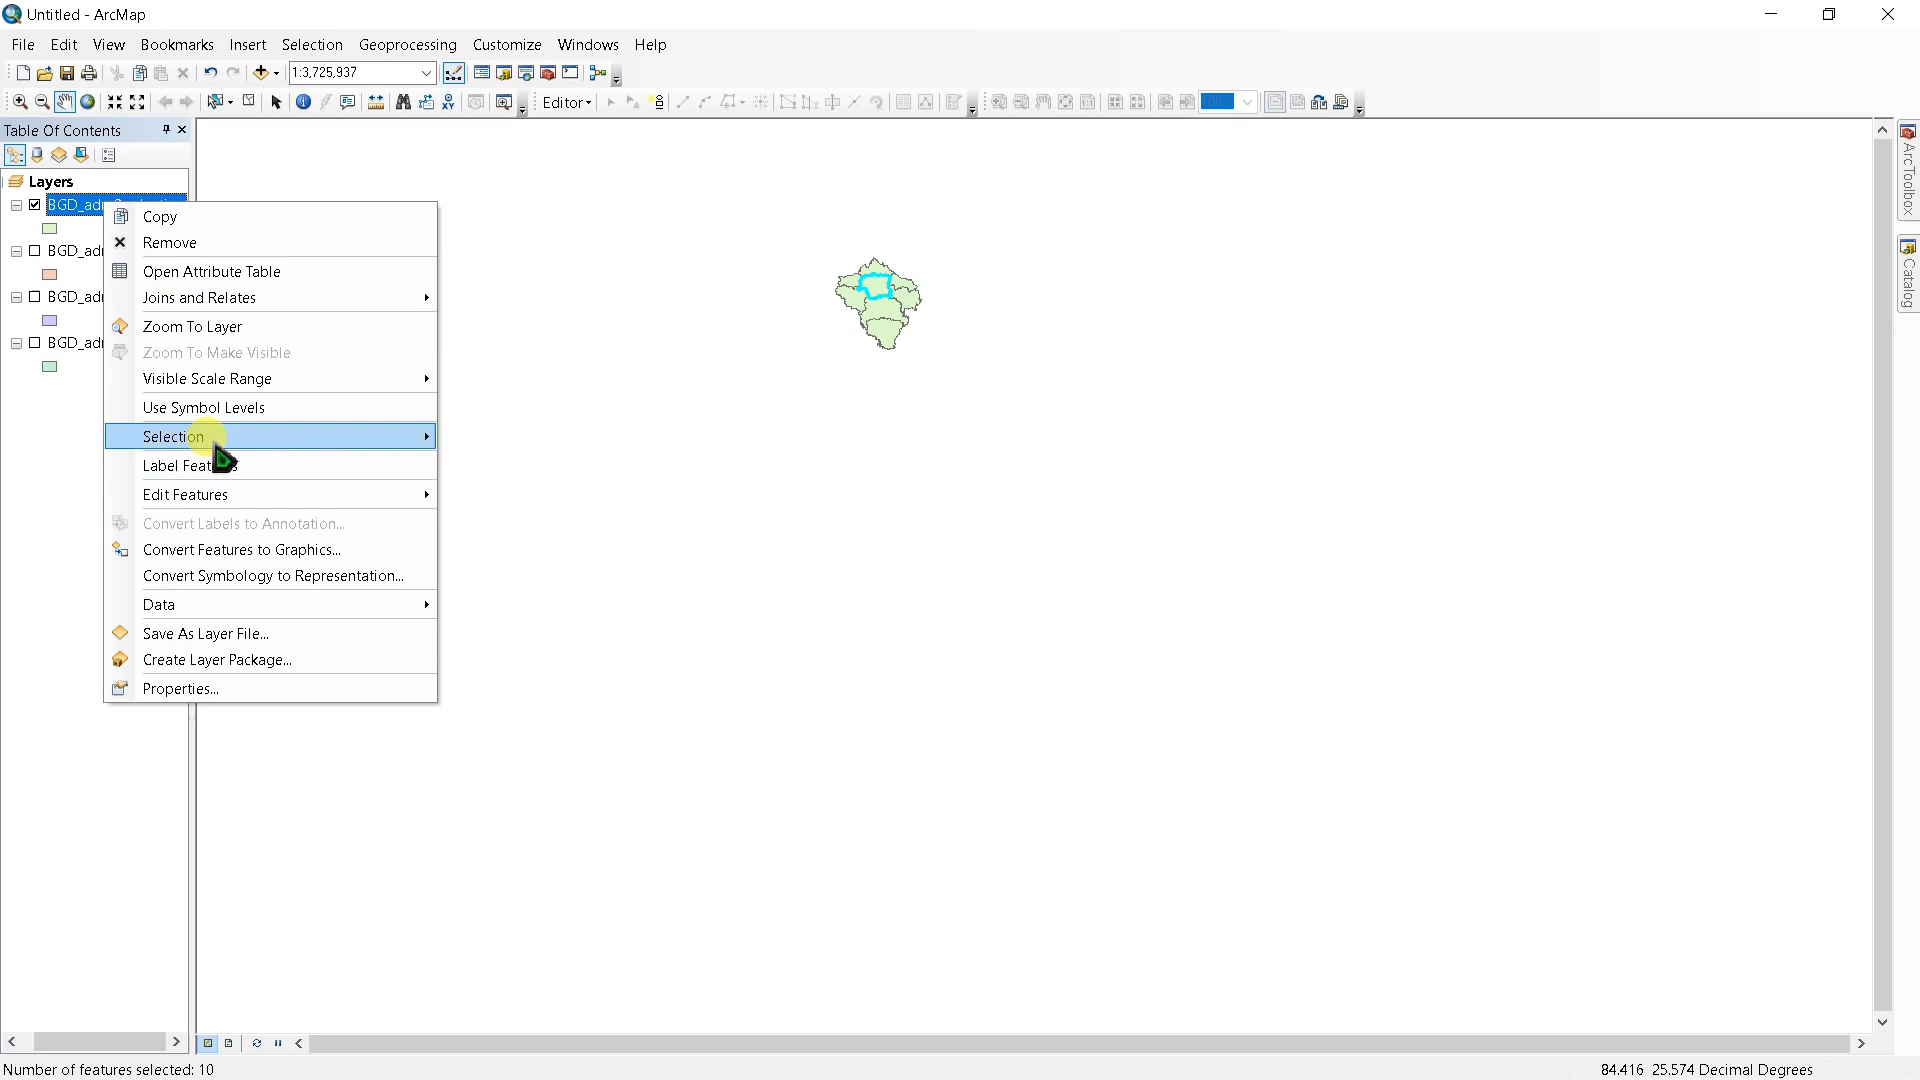 Untitled - ArcMap
File Edit View Bookmarks Insert Selection Geoprocessing Customize Windows Help
1:3,725,937
Editor
Table Of Contents
Layers
Copy
Remove
Open Attribute Table
Joins and Relates
Zoom To Layer
Zoom To Make Visible
Visible Scale Range
Use Symbol Levels
Selection
Label
Edit Features
Convert Labels to Annotation...
Convert Features to Graphics...
Convert Symbology to Representation...
Data
Save As Layer File...
Create Layer Package...
Properties...
ArcToolbox
Catalog
Number of features selected: 10
84.416 25.574 Decimal Degrees